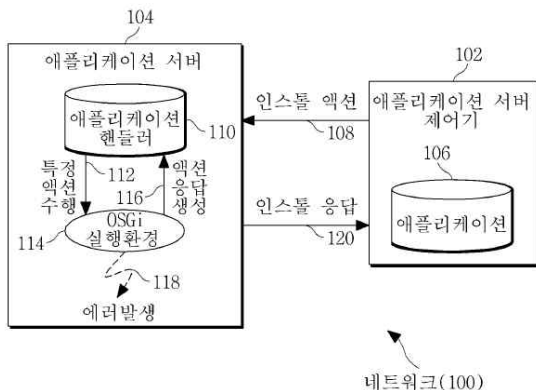 104
애플리케이션 서버
애플리케이션
핸들러
110
특정
액션
수행
112
116
액션
응답
생성
114
OSGi
실행환경
118
에러발생
인스톨 액션
108
인스톨 응답
120
102
애플리케이션 서버
제어기
106
애플리케이션
네트워크(100)